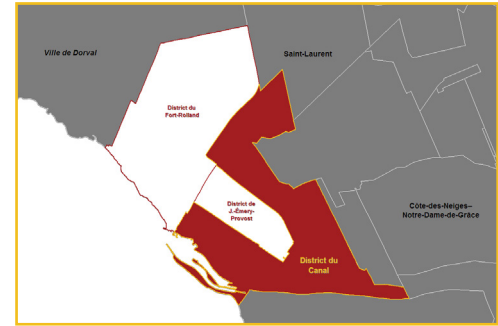 Ville de Dorval
Saint-Laurent
District du
Fort-Rolland
District de
J.-Émery-
Provost
Côte-des-Neiges–
Notre-Dame-de-Grâce
District du
Canal